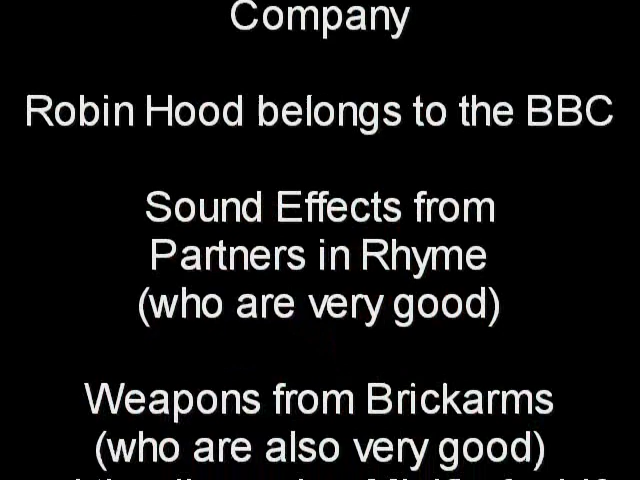 Company
Robin Hood belongs to the BBC
Sound Effects from
Partners in Rhyme
(who are very good)
Weapons from Brickarms
(who are also very good)